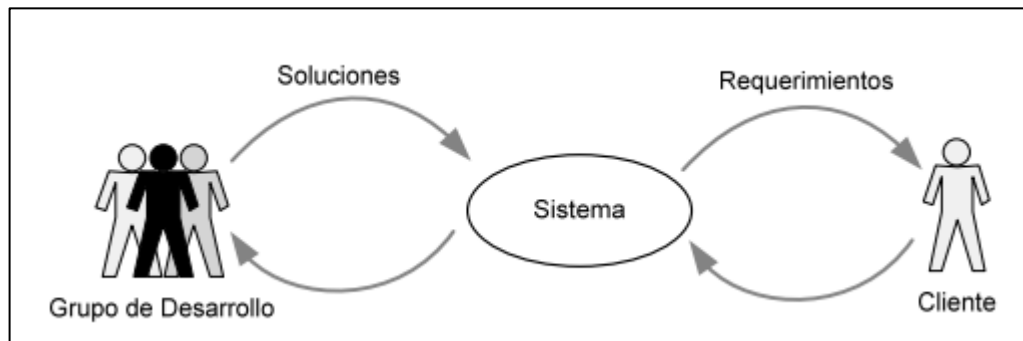 Soluciones
Requerimientos
Sistema
Grupo de Desarrollo
Cliente